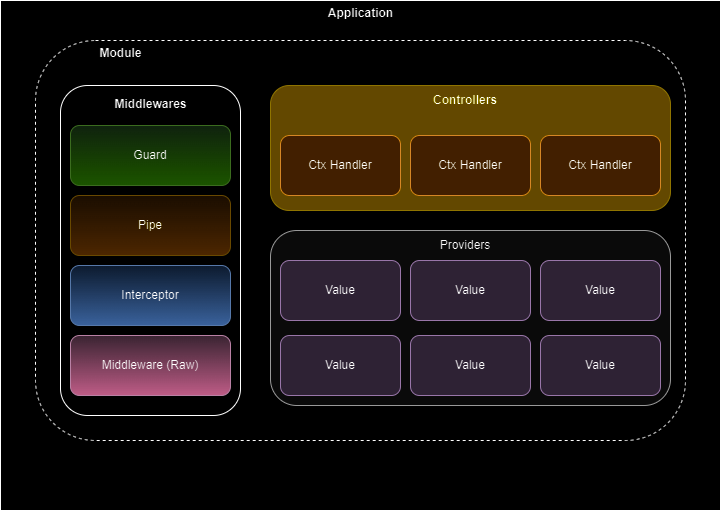 Application
Module
Middlewares
Guard
Pipe
Interceptor
Middleware (Raw)
Controllers
Ctx Handler
Ctx Handler
Ctx Handler
Providers
Value
Value
Value
Value
Value
Value